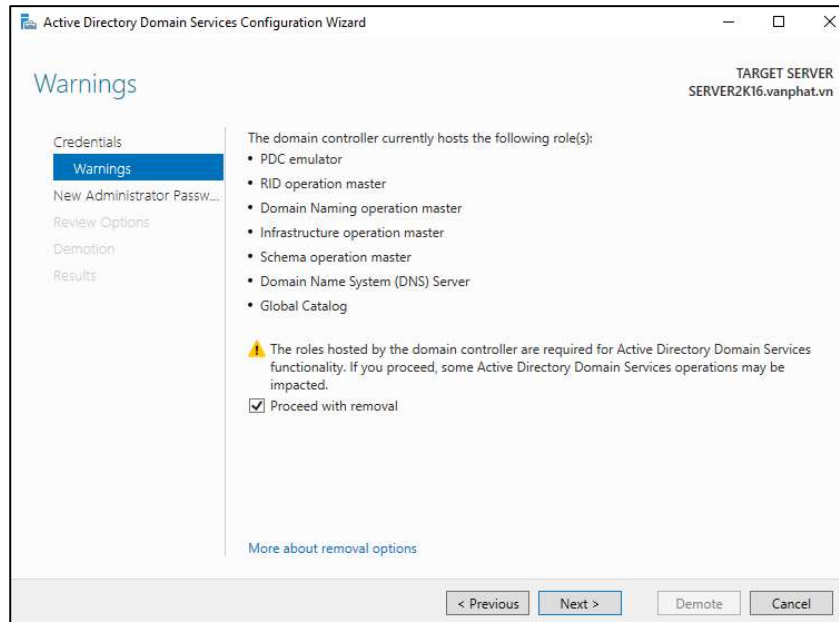 Active Directory Domain Services Configuration Wizard
Warnings
TARGET SERVER
SERVER2K16.vanphat.vn
Credentials
Warnings
New Administrator Passw...
Review Options
Demotion
Results
The domain controller currently hosts the following role(s):
• PDC emulator
• RID operation master
• Domain Naming operation master
• Infrastructure operation master
• Schema operation master
• Domain Name System (DNS) Server
• Global Catalog
The roles hosted by the domain controller are required for Active Directory Domain Services
functionality. If you proceed, some Active Directory Domain Services operations may be
impacted.
Proceed with removal
More about removal options
< Previous
Next >
Demote
Cancel